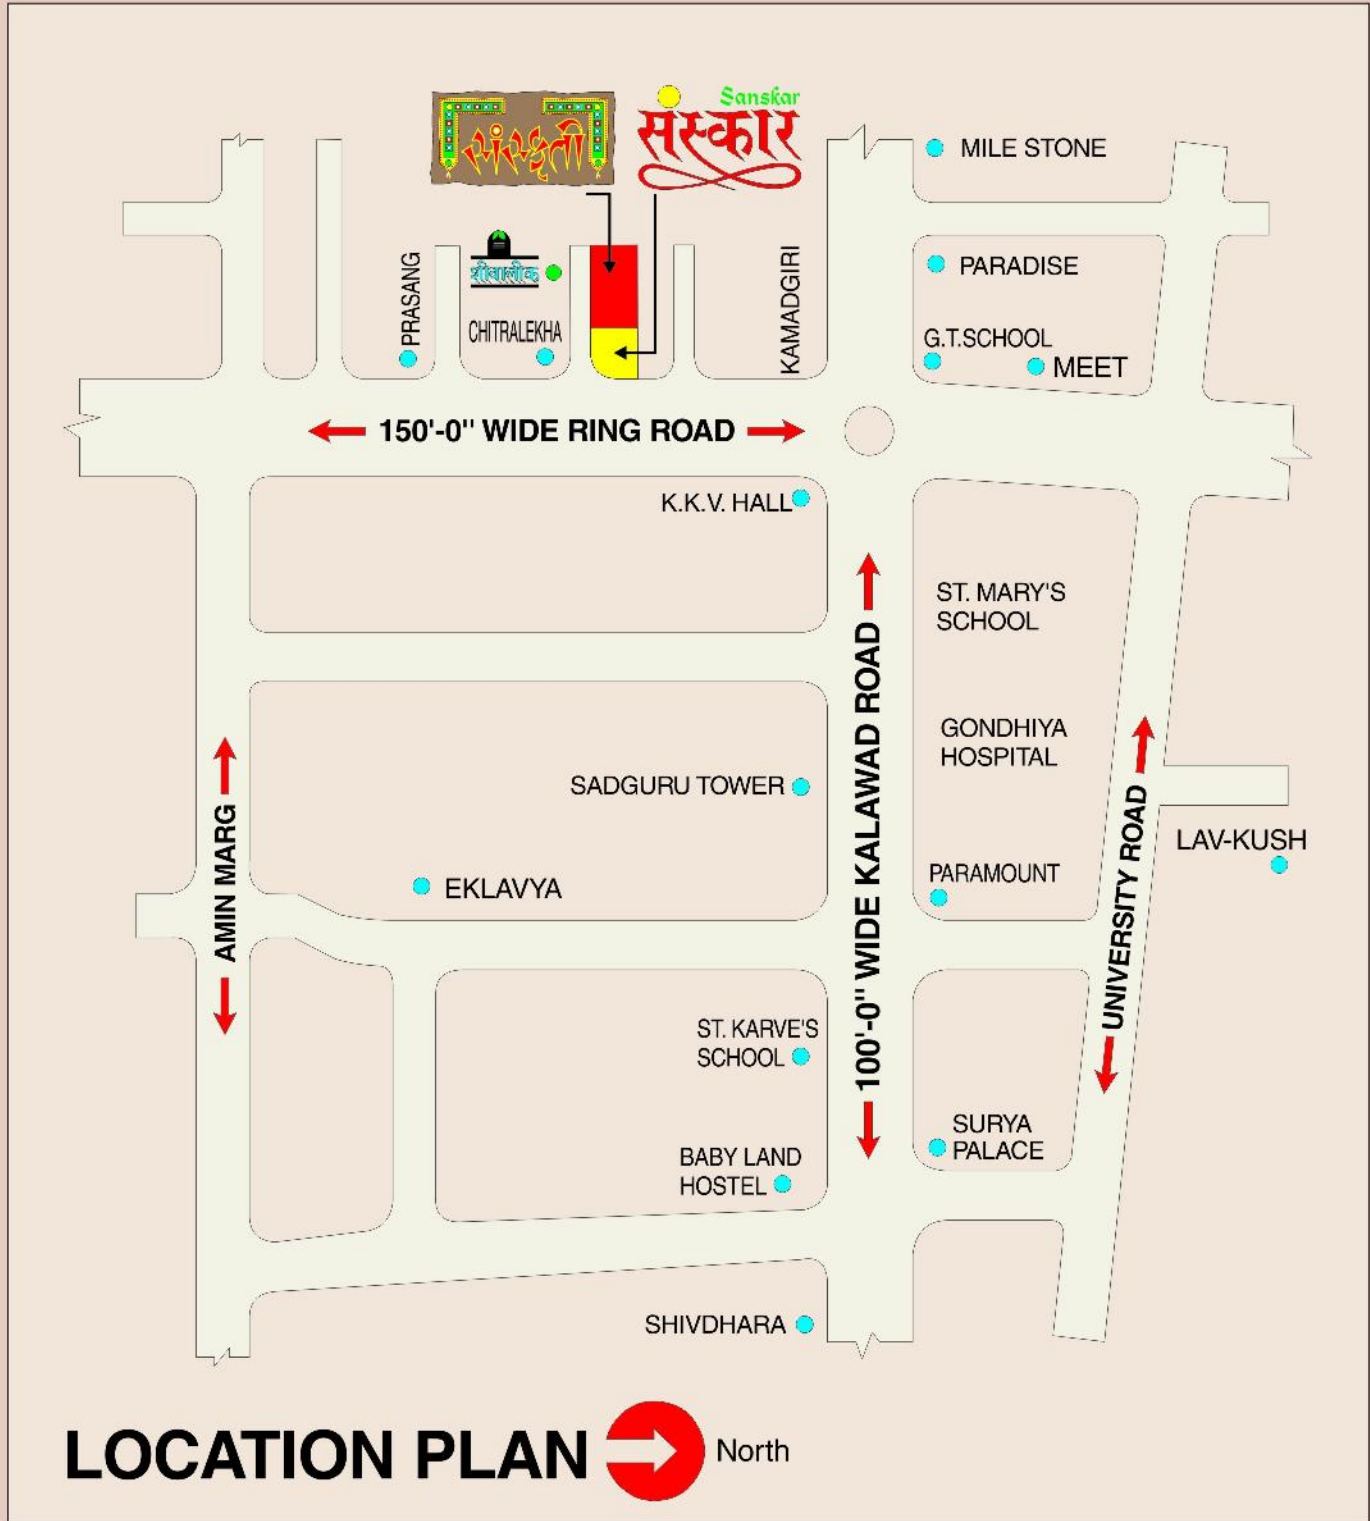 Sanskar
संस्कार
સંસ્કૃતી
MILE STONE
PRASANG
शीवालीक
CHITRALEKHA
KAMADGIRI
PARADISE
G.T.SCHOOL
MEET
150'-0" WIDE RING ROAD
K.K.V. HALL
ST. MARY'S
SCHOOL
100'-0" WIDE KALAWAD ROAD
GONDHIYA
HOSPITAL
SADGURU TOWER
AMIN MARG
UNIVERSITY ROAD
LAV-KUSH
PARAMOUNT
EKLAVYA
ST. KARVE'S
SCHOOL
SURYA
PALACE
BABY LAND
HOSTEL
SHIVDHARA
LOCATION PLAN
North